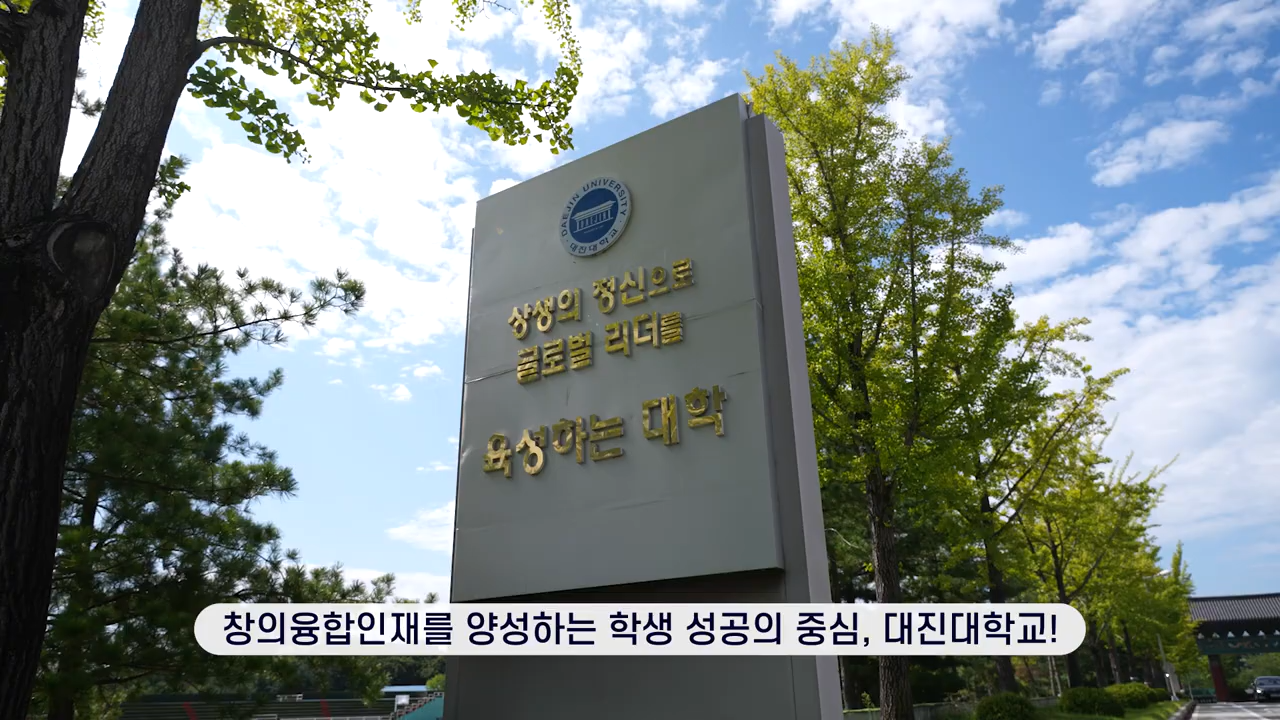 DAEJIN UNIVERSITY
대진대학교
상생의 정신으로
글로벌 리더를
육성하는 대학
창의융합인재를 양성하는 학생 성공의 중심, 대진대학교!